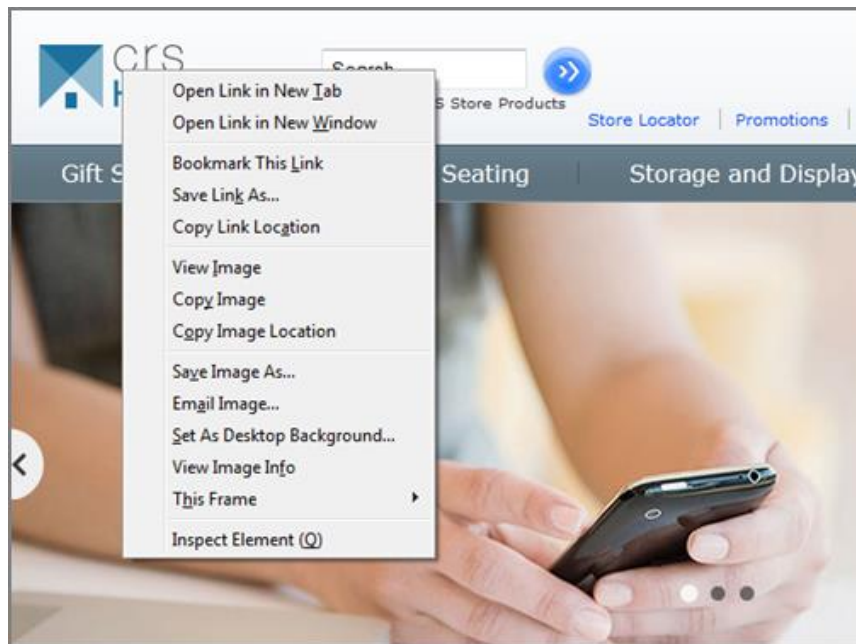 crs
Search
S Store Products
Store Locator
Promotions
Gift S
Seating
Storage and Display
Open Link in New Tab
Open Link in New Window
Bookmark This Link
Save Link As...
Copy Link Location
View Image
Copy Image
Copy Image Location
Save Image As...
Email Image...
Set As Desktop Background...
View Image Info
This Frame
Inspect Element (Q)